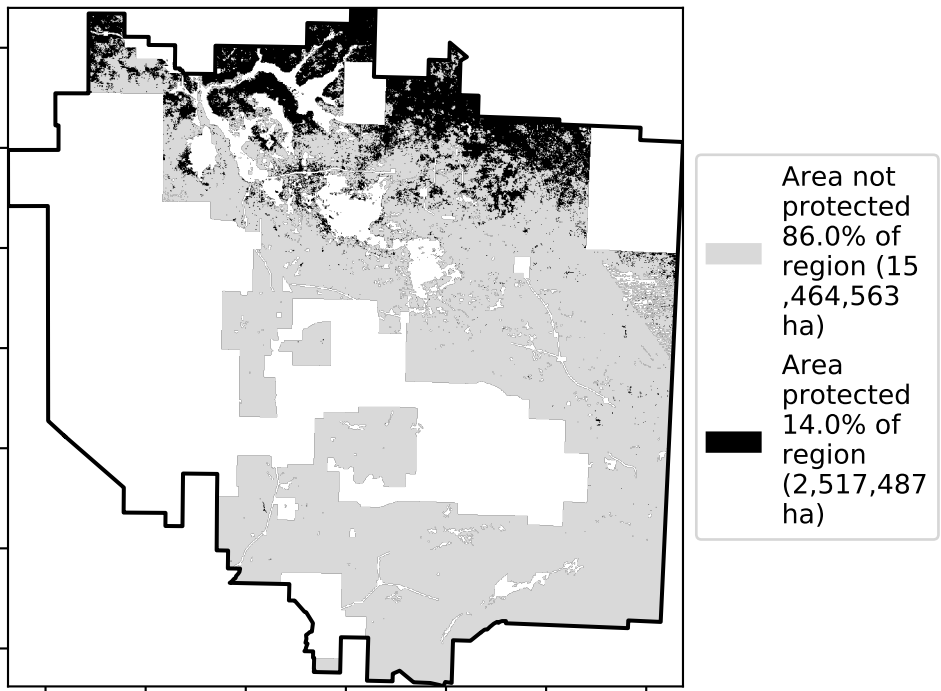 Area not
protected
86.0% of
region (15
,464,563
ha)
Area
protected
14.0% of
region
(2,517,487
ha)